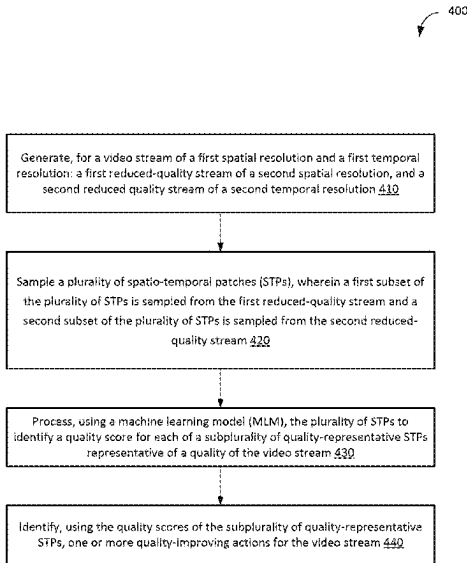 400
Generate, for a video stream of a first spatial resolution and a first temporal
resolution: a first reduced-quality stream of a second spatial resolution, and a
second reduced quality stream of a second temporal resolution 410
Sample a plurality of spatio-temporal patches (STPs), wherein a first subset of
the plurality of STPs is sampled from the first reduced-quality stream and a
second subset of the plurality of STPs is sampled from the second reduced-
quality stream 420
Process, using a machine learning model (MLM), the plurality of STPs to
identify a quality score for each of a subplurality of quality-representative STPs
representative of a quality of the video stream 430
Identify, using the quality scores of the subplurality of quality-representative
STPs, one or more quality-improving actions for the video stream 440